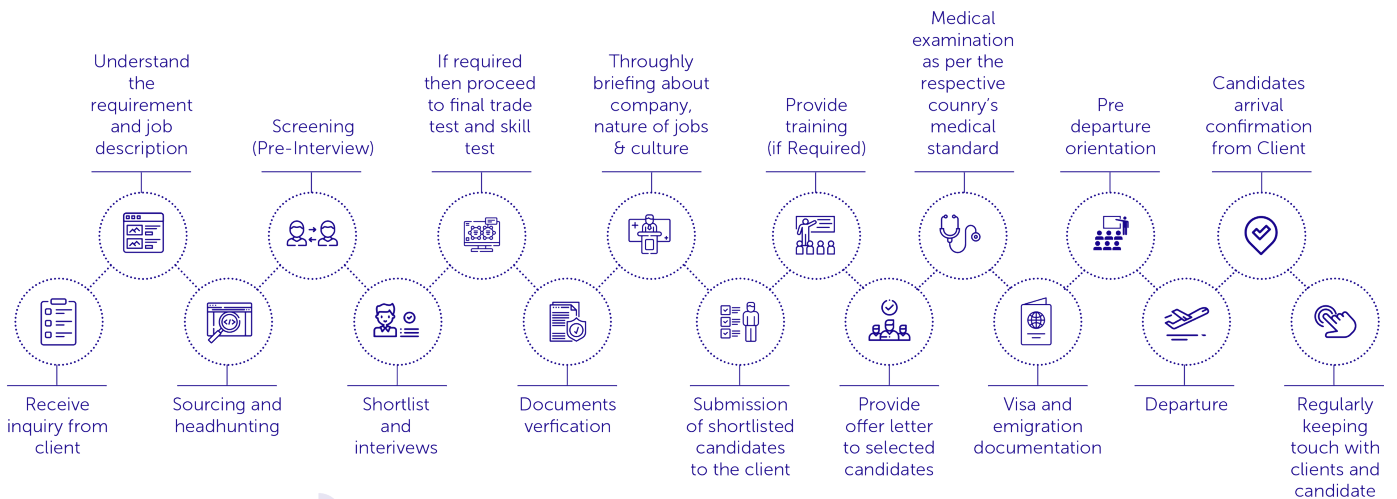 Receive
inquiry from
client
Understand
the
requirement
and job
description
Sourcing and
headhunting
Screening
(Pre-Interview)
Shortlist
and
interivews
If required
then proceed
to final trade
test and skill
test
Documents
verfication
Throughly
briefing about
company,
nature of jobs
& culture
Submission
of shortlisted
candidates
to the client
Provide
training
(if Required)
Provide
offer letter
to selected
candidates
Medical
examination
as per the
respective
counry's
medical
standard
Visa and
emigration
documentation
Pre
departure
orientation
Departure
Candidates
arrival
confirmation
from Client
Regularly
keeping
touch with
clients and
candidate